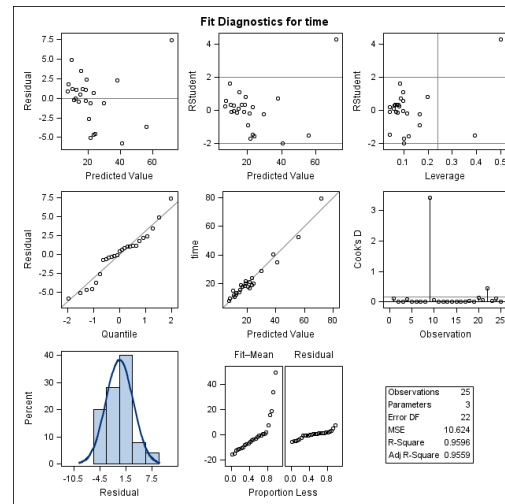 Fit Diagnostics for time
7.5
5.0
2.5
0.0
-2.5
-5.0
Residual
20 40 60
Predicted Value
4
2
0
-2
RStudent
20 40 60
Predicted Value
4
2
0
-2
RStudent
0.1 0.2 0.3 0.4 0.5
Leverage
7.5
5.0
2.5
0.0
-2.5
-5.0
Residual
-2 -1 0 1 2
Quantile
80
60
40
20
time
20 40 60 80
Predicted Value
3
2
1
0
Cook's D
0 5 10 15 20 25
Observation
40
30
20
10
0
Percent
-10.5 -4.5 1.5 7.5
Residual
Fit–Mean Residual
40
20
0
-20
0.0 0.4 0.8 0.0 0.4 0.8
Proportion Less
Observations 25
Parameters 3
Error DF 22
MSE 10.624
R-Square 0.9596
Adj R-Square 0.9559